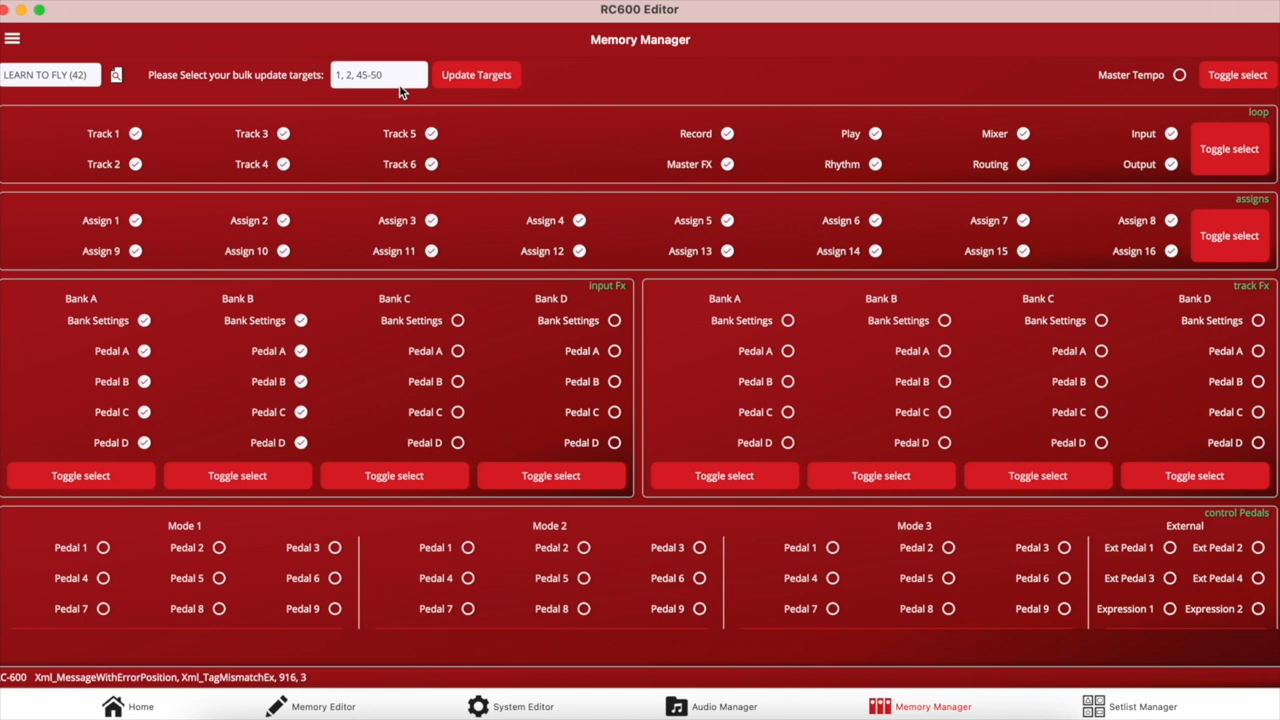 RC600 Editor
Memory Manager
LEARN TO FLY (42) Please Select your bulk update targets: 1, 2, 45-50 Update Targets Master Tempo Toggle select
loop
Track 1 Track 3 Track 5 Record Play Mixer Input
Toggle select
Track 2 Track 4 Track 6 Master FX Rhythm Routing Output
assigns
Assign 1 Assign 2 Assign 3 Assign 4 Assign 5 Assign 6 Assign 7 Assign 8
Toggle select
Assign 9 Assign 10 Assign 11 Assign 12 Assign 13 Assign 14 Assign 15 Assign 16
input Fx track Fx
Bank A Bank B Bank C Bank D Bank A Bank B Bank C Bank D
Bank Settings Bank Settings Bank Settings Bank Settings Bank Settings Bank Settings Bank Settings Bank Settings
Pedal A Pedal A Pedal A Pedal A Pedal A Pedal A Pedal A Pedal A
Pedal B Pedal B Pedal B Pedal B Pedal B Pedal B Pedal B Pedal B
Pedal C Pedal C Pedal C Pedal C Pedal C Pedal C Pedal C Pedal C
Pedal D Pedal D Pedal D Pedal D Pedal D Pedal D Pedal D Pedal D
Toggle select Toggle select Toggle select Toggle select Toggle select Toggle select Toggle select Toggle select
control Pedals
Mode 1 Mode 2 Mode 3 External
Pedal 1 Pedal 2 Pedal 3 Pedal 1 Pedal 2 Pedal 3 Pedal 1 Pedal 2 Pedal 3 Ext Pedal 1 Ext Pedal 2
Pedal 4 Pedal 5 Pedal 6 Pedal 4 Pedal 5 Pedal 6 Pedal 4 Pedal 5 Pedal 6 Ext Pedal 3 Ext Pedal 4
Pedal 7 Pedal 8 Pedal 9 Pedal 7 Pedal 8 Pedal 9 Pedal 7 Pedal 8 Pedal 9 Expression 1 Expression 2
C-600 Xml_MessageWithErrorPosition, Xml_TagMismatchEx, 916, 3
Home Memory Editor System Editor Audio Manager Memory Manager Setlist Manager